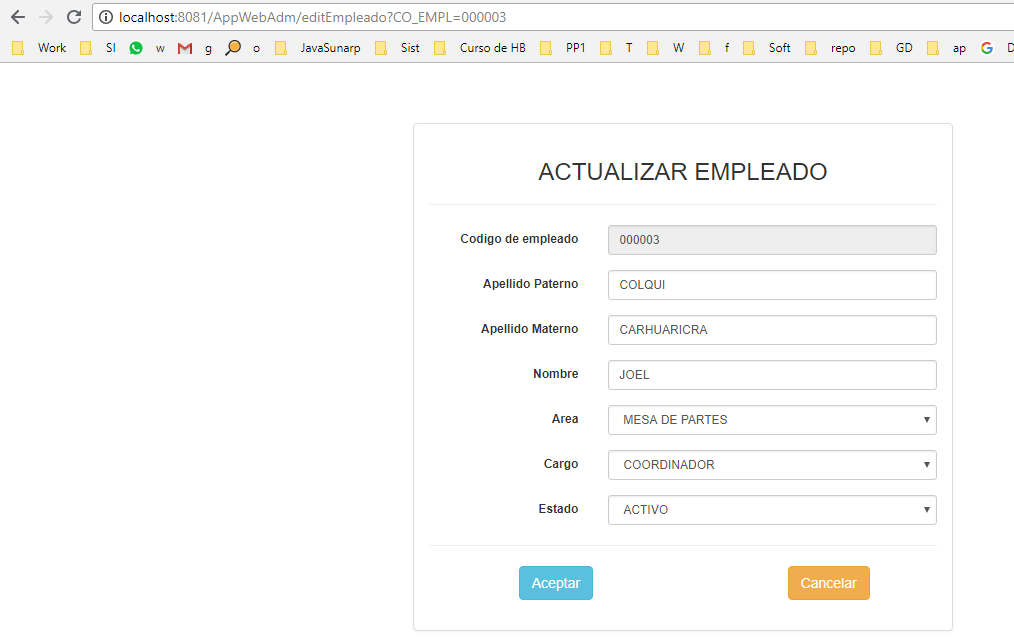 localhost:8081/AppWebAdm/editEmpleado?CO_EMPL=000003
Work SI w g o JavaSunarp Sist Curso de HB PP1 T W f Soft repo GD ap D
ACTUALIZAR EMPLEADO
Codigo de empleado 000003
Apellido Paterno COLQUI
Apellido Materno CARHUARICRA
Nombre JOEL
Area MESA DE PARTES
Cargo COORDINADOR
Estado ACTIVO
Aceptar Cancelar